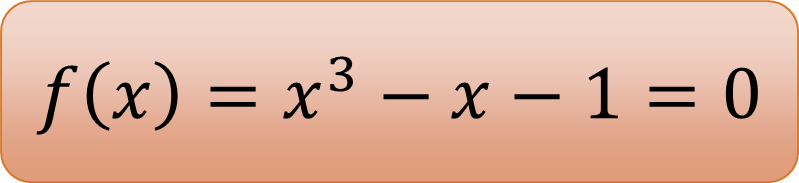 f(x) = x³ − x − 1 = 0